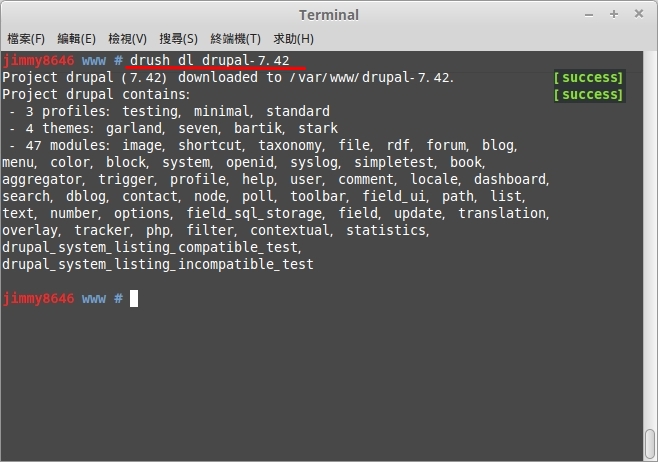 Terminal
檔案(F) 編輯(E) 檢視(V) 搜尋(S) 終端機(T) 求助(H)
jimmy8646 www # drush dl drupal-7.42
Project drupal (7.42) downloaded to /var/www/drupal-7.42. [success]
Project drupal contains: [success]
- 3 profiles: testing, minimal, standard
- 4 themes: garland, seven, bartik, stark
- 47 modules: image, shortcut, taxonomy, file, rdf, forum, blog,
menu, color, block, system, openid, syslog, simpletest, book,
aggregator, trigger, profile, help, user, comment, locale, dashboard,
search, dblog, contact, node, poll, toolbar, field_ui, path, list,
text, number, options, field_sql_storage, field, update, translation,
overlay, tracker, php, filter, contextual, statistics,
drupal_system_listing_compatible_test,
drupal_system_listing_incompatible_test
jimmy8646 www #